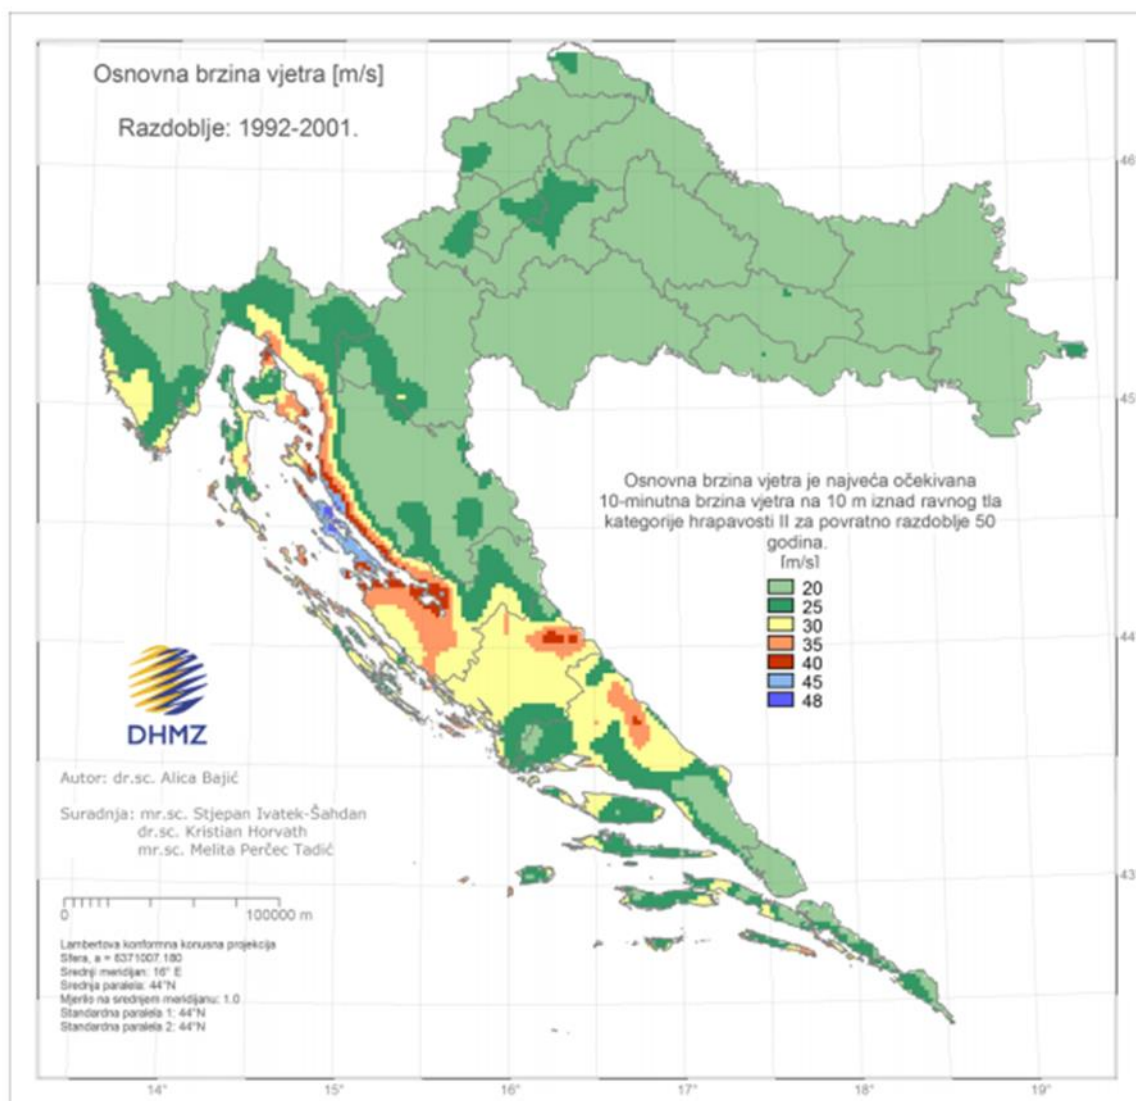 Osnovna brzina vjetra [m/s]
Razdoblje: 1992-2001.
46
45
Osnovna brzina vjetra je najveća očekivana
10-minutna brzina vjetra na 10 m iznad ravnog tla
kategorije hrapavosti II za povratno razdoblje 50
godina.
[m/s]
20
25
30
35
40
45
48
44
DHMZ
Autor: dr.sc. Alica Bajić
Suradnja: mr.sc. Stjepan Ivatek-Šahdan
dr.sc. Kristian Horvath
mr.sc. Melita Perčec Tadić
43
0 100000 m
Lambertova konformna konusna projekcija
Sfera, a = 6371007.180
Srednji meridijan: 16° E
Srednja paralela: 44°N
Mjerilo na srednjem meridijanu: 1.0
Standardna paralela 1: 44°N
Standardna paralela 2: 44°N
14° 15° 16° 17° 18° 19°